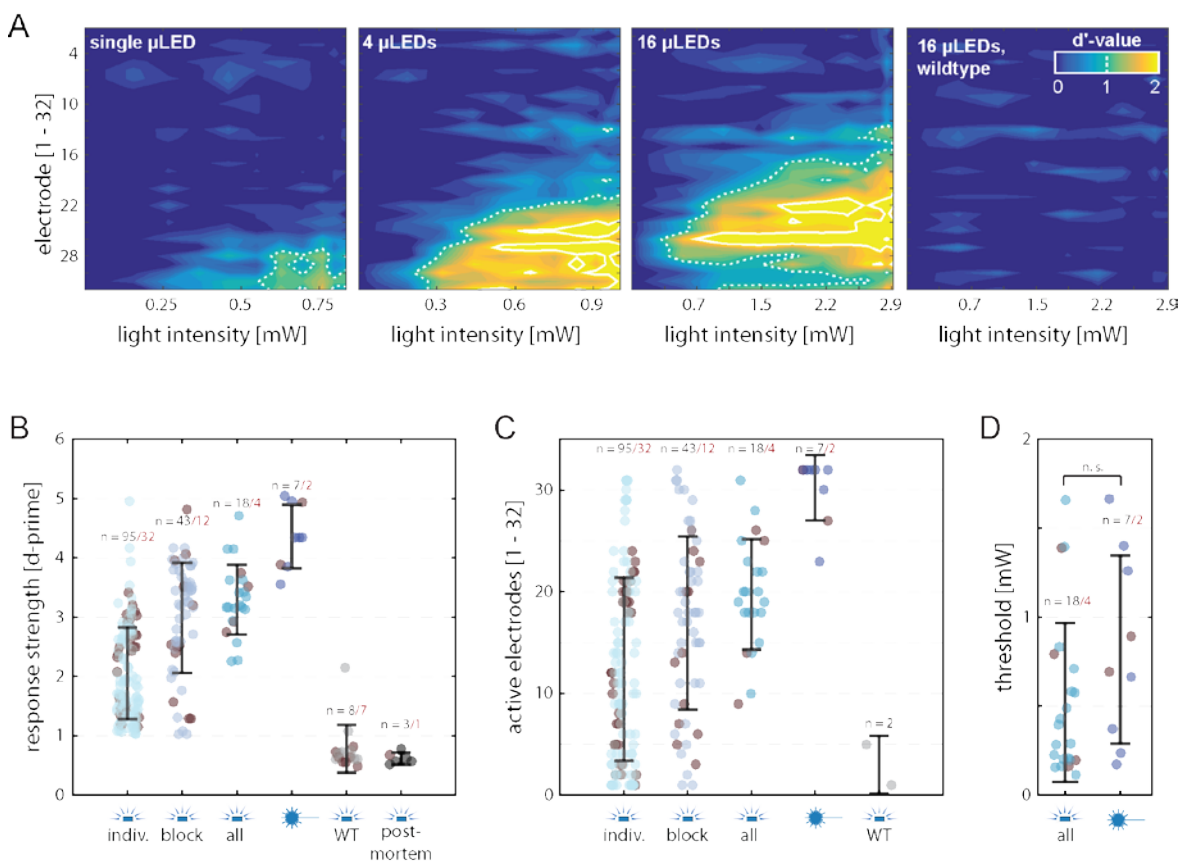 A
single µLED
4 µLEDs
16 µLEDs
16 µLEDs,
wildtype
d'-value
0 1 2
electrode [1 - 32]
4
10
16
22
28
0.25 0.5 0.75
0.3 0.6 0.9
0.7 1.5 2.2 2.9
0.7 1.5 2.2 2.9
light intensity [mW]
light intensity [mW]
light intensity [mW]
light intensity [mW]
B
response strength [d-prime]
6
5
4
3
2
1
0
n = 95/32
n = 43/12
n = 18/4
n = 7/2
n = 8/7
n = 3/1
indiv. block all WT post-
mortem
C
active electrodes [1 - 32]
30
20
10
0
n = 95/32
n = 43/12
n = 18/4
n = 7/2
n = 2
indiv. block all WT
D
threshold [mW]
2
1
0
n. s.
n = 7/2
n = 18/4
all